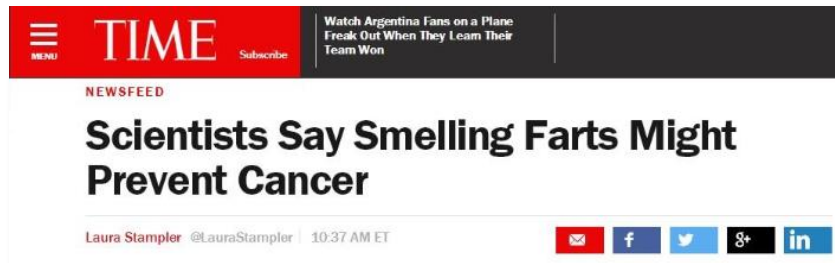 MENU
TIME
Subscribe
Watch Argentina Fans on a Plane
Freak Out When They Learn Their
Team Won
NEWSFEED
Scientists Say Smelling Farts Might
Prevent Cancer
Laura Stampler @LauraStampler 10:37 AM ET
f 8+ in